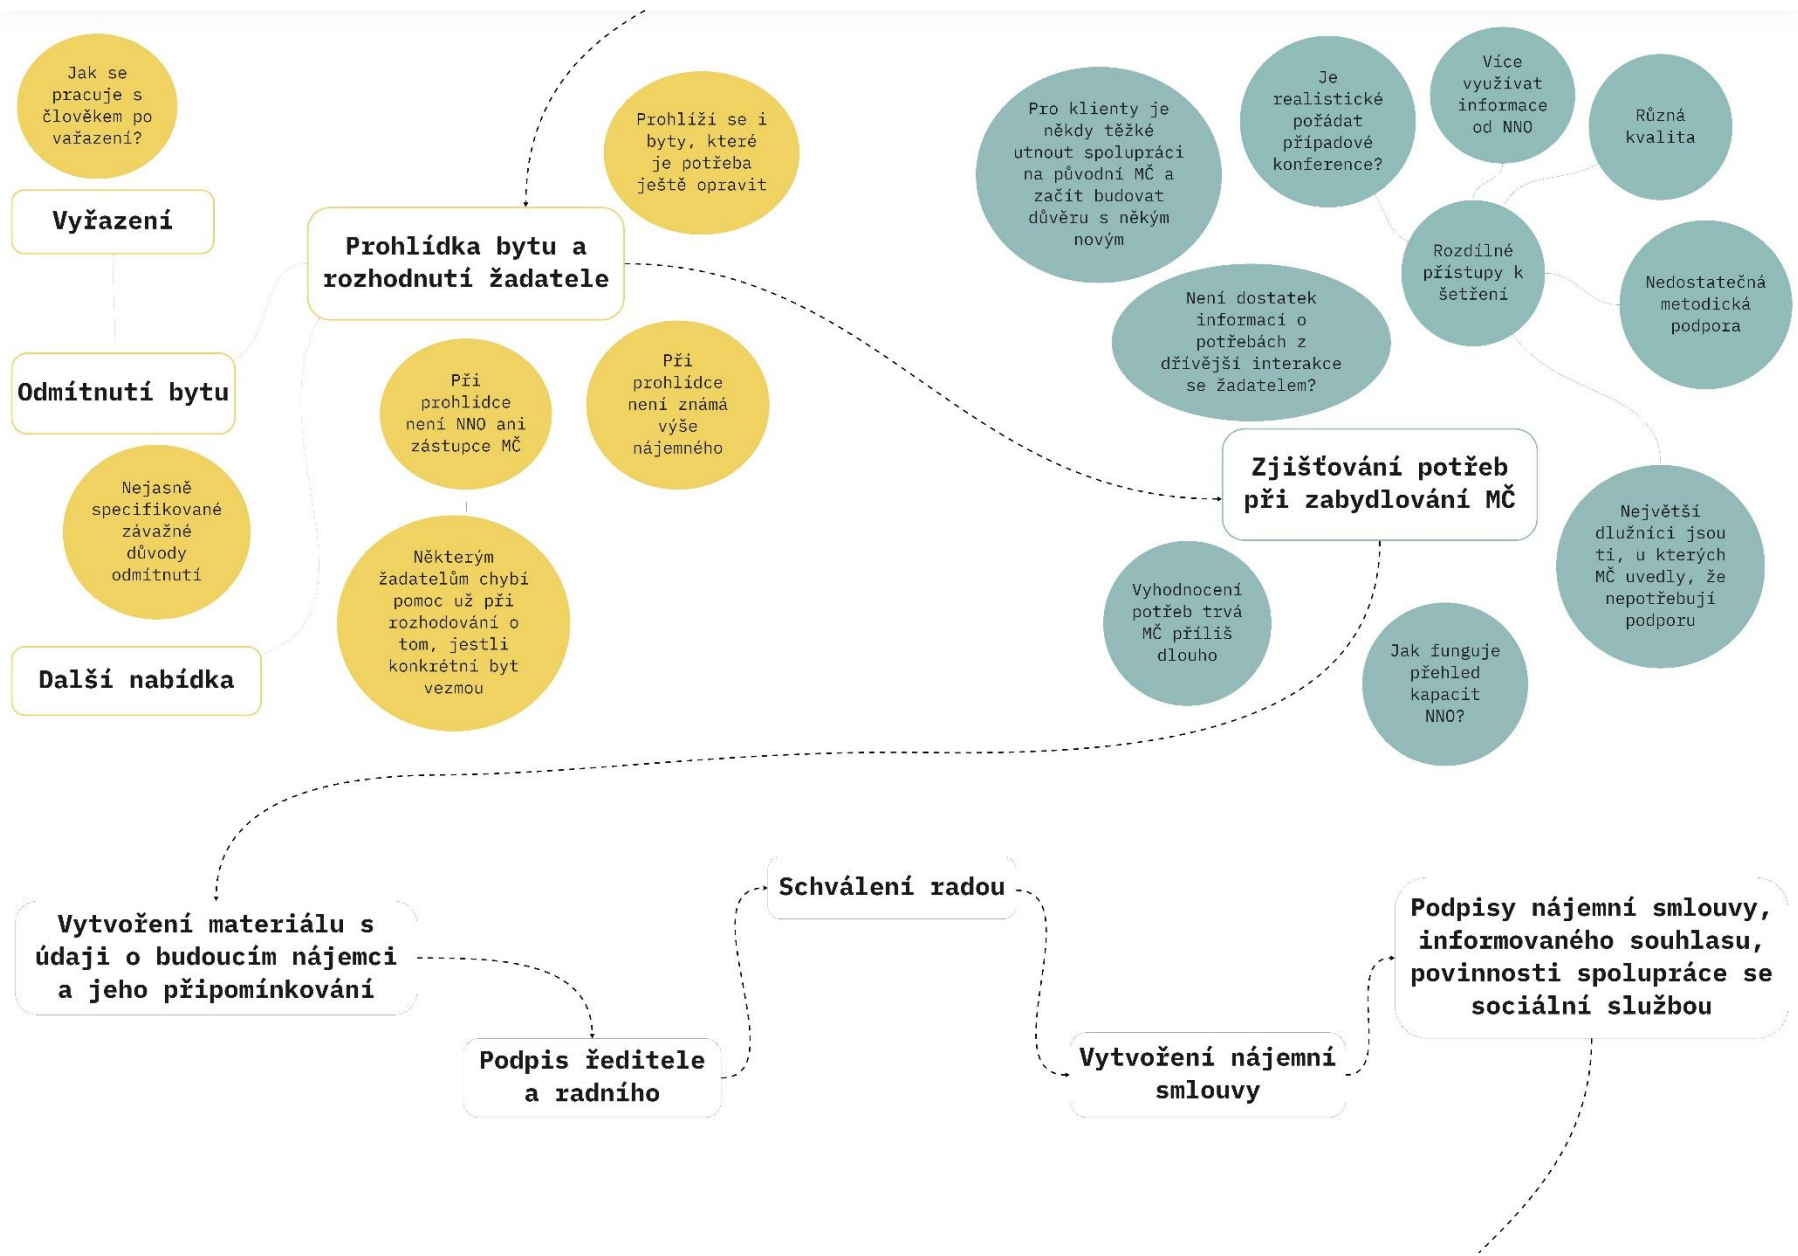 Jak se
pracuje s
člověkem po
vařazení?
Vyřazení
Odmítnutí bytu
Nejasně
specifikované
závažné
důvody
odmítnutí
Další nabídka
Prohlídka bytu a
rozhodnutí žadatele
Prohlíží se i
byty, které
je potřeba
ještě opravit
Při
prohlídce
není NNO ani
zástupce MČ
Při
prohlídce
není známá
výše
nájemného
Některým
žadatelům chybí
pomoc už při
rozhodování o
tom, jestli
konkrétní byt
vezmou
Pro klienty je
někdy těžké
utnout spolupráci
na původní MČ a
začít budovat
důvěru s někým
novým
Je
realistické
pořádat
případové
konference?
Více
využívat
informace
od NNO
Různá
kvalita
Rozdílné
přístupy k
šetření
Nedostatečná
metodická
podpora
Není dostatek
informací o
potřebách z
dřívější interakce
se žadatelem?
Zjišťování potřeb
při zabydlování MČ
Největší
dlužníci jsou
ti, u kterých
MČ uvedly, že
nepotřebují
podporu
Vyhodnocení
potřeb trvá
MČ příliš
dlouho
Jak funguje
přehled
kapacit
NNO?
Vytvoření materiálu s
údaji o budoucím nájemci
a jeho připomínkování
Podpis ředitele
a radního
Schválení radou
Vytvoření nájemní
smlouvy
Podpisy nájemní smlouvy,
informovaného souhlasu,
povinnosti spolupráce se
sociální službou